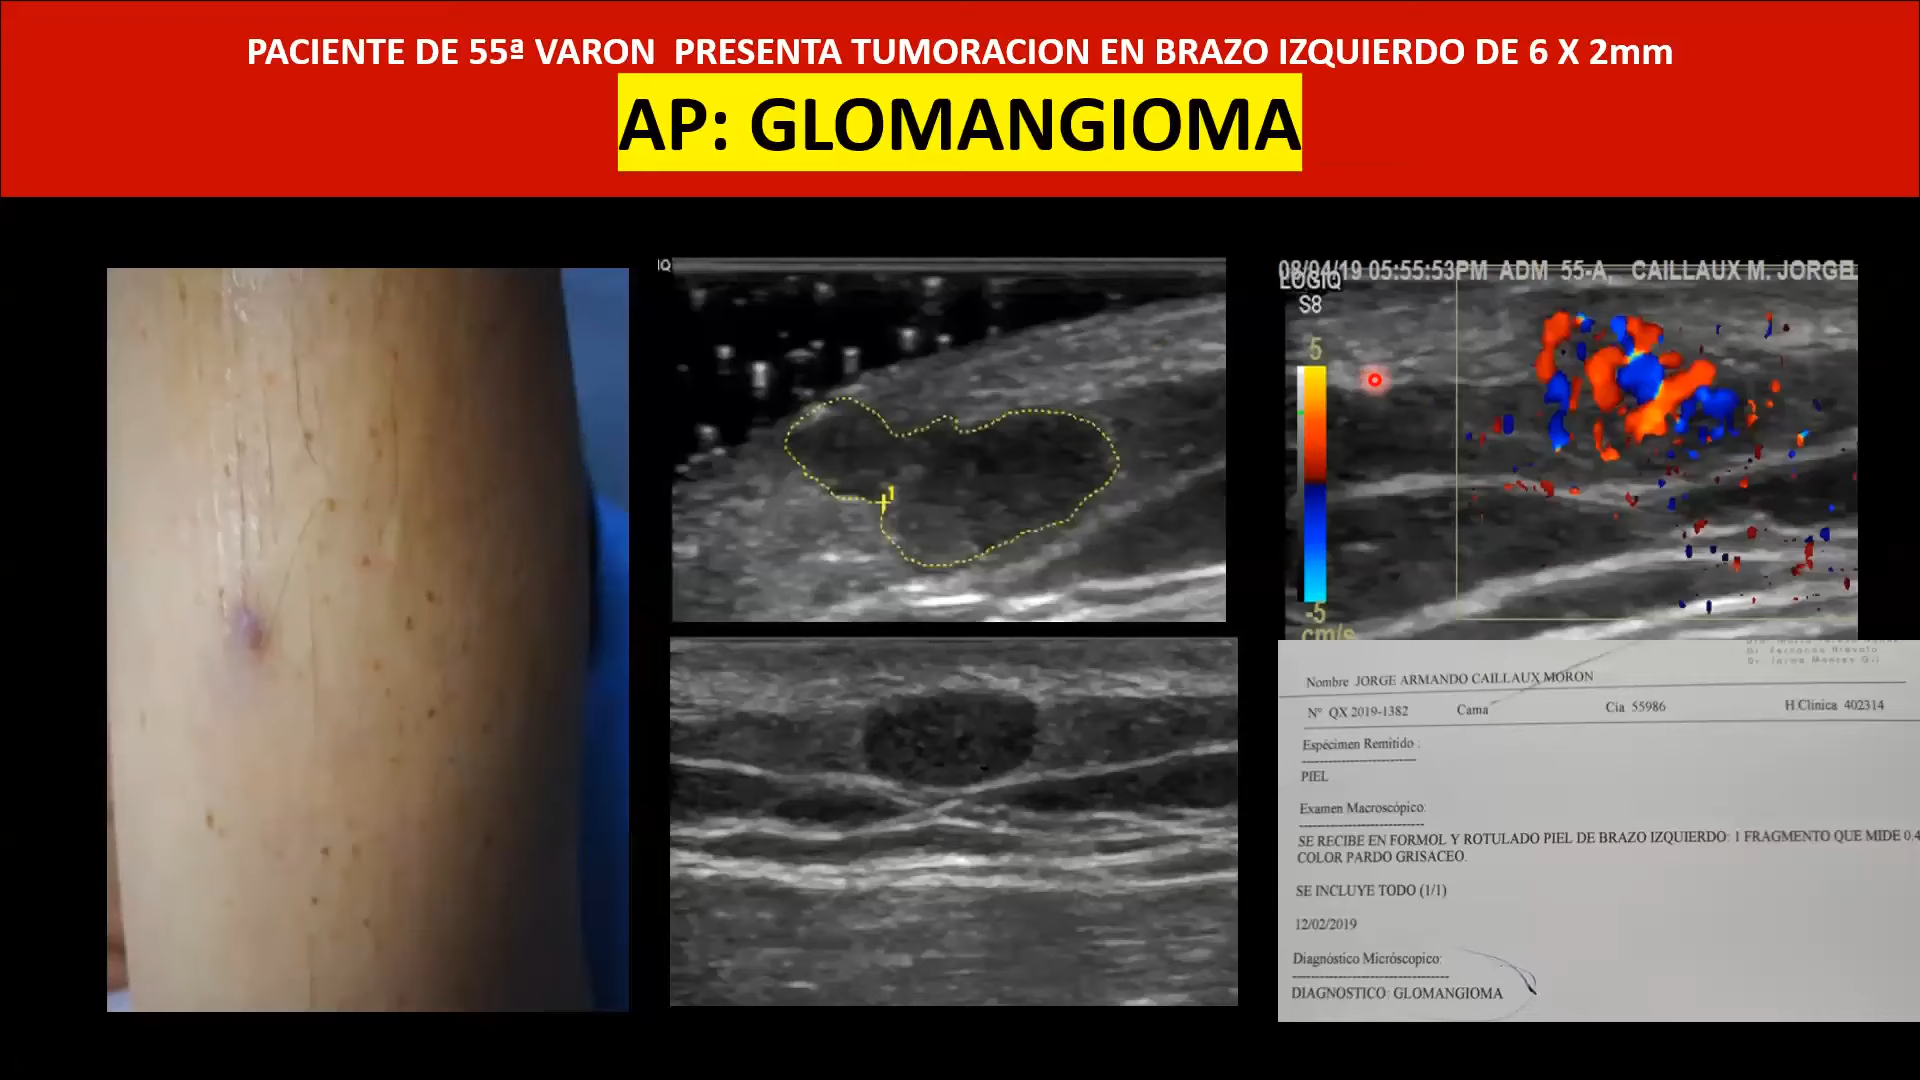 PACIENTE DE 55ª VARON PRESENTA TUMORACION EN BRAZO IZQUIERDO DE 6 X 2mm
AP: GLOMANGIOMA
IQ
1
08/04/19 05:55:53PM ADM 55-A, CAILLAUX M. JORGE
LOGIQ
S8
5
-5
cm/s
Nombre JORGE ARMANDO CAILLAUX MORON
Nº QX 2019-1382 Cama Cia 55986 H.Clinica 402314
Espécimen Remitido :
PIEL
Examen Macroscópico:
SE RECIBE EN FORMOL Y ROTULADO PIEL DE BRAZO IZQUIERDO: 1 FRAGMENTO QUE MIDE 0.4
COLOR PARDO GRISACEO.
SE INCLUYE TODO (1/1)
12/02/2019
Diagnóstico Micróscopico:
DIAGNOSTICO: GLOMANGIOMA